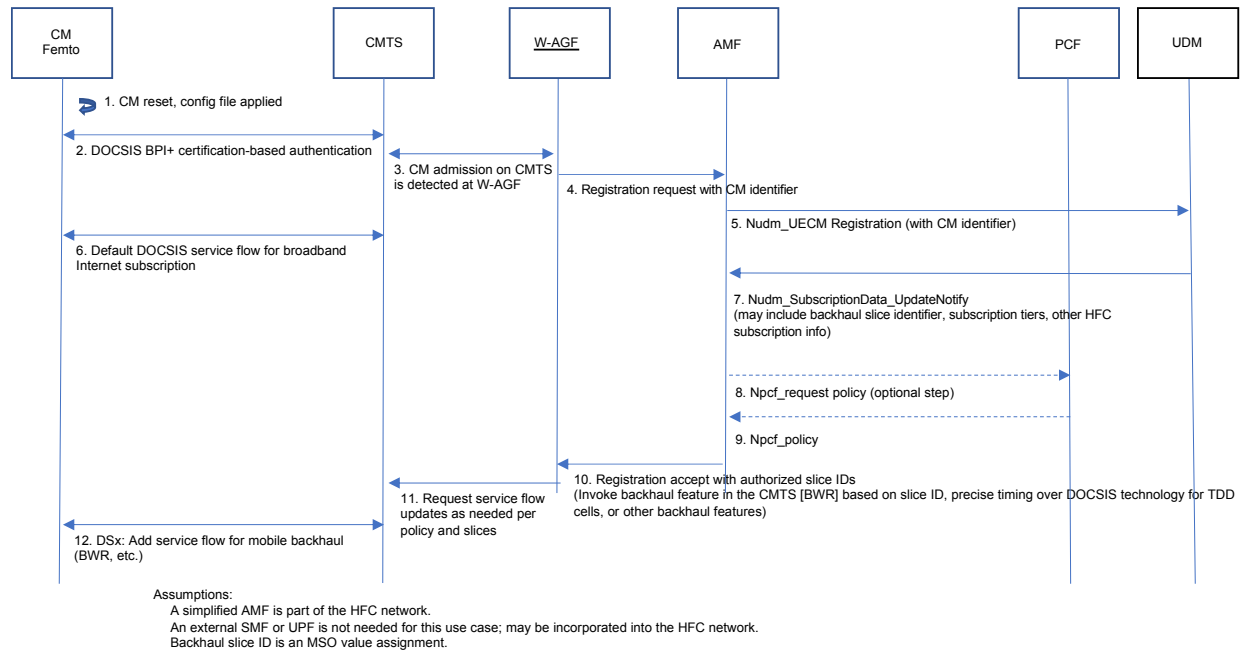 CM
Femto
CMTS
W-AGF
AMF
PCF
UDM
1. CM reset, config file applied
2. DOCSIS BPI+ certification-based authentication
3. CM admission on CMTS
is detected at W-AGF
4. Registration request with CM identifier
5. Nudm_UECM Registration (with CM identifier)
6. Default DOCSIS service flow for broadband
Internet subscription
7. Nudm_SubscriptionData_UpdateNotify
(may include backhaul slice identifier, subscription tiers, other HFC
subscription info)
8. Npcf_request policy (optional step)
9. Npcf_policy
10. Registration accept with authorized slice IDs
(Invoke backhaul feature in the CMTS [BWR] based on slice ID, precise timing over DOCSIS technology for TDD
cells, or other backhaul features)
11. Request service flow
updates as needed per
policy and slices
12. DSx: Add service flow for mobile backhaul
(BWR, etc.)
Assumptions:
A simplified AMF is part of the HFC network.
An external SMF or UPF is not needed for this use case; may be incorporated into the HFC network.
Backhaul slice ID is an MSO value assignment.